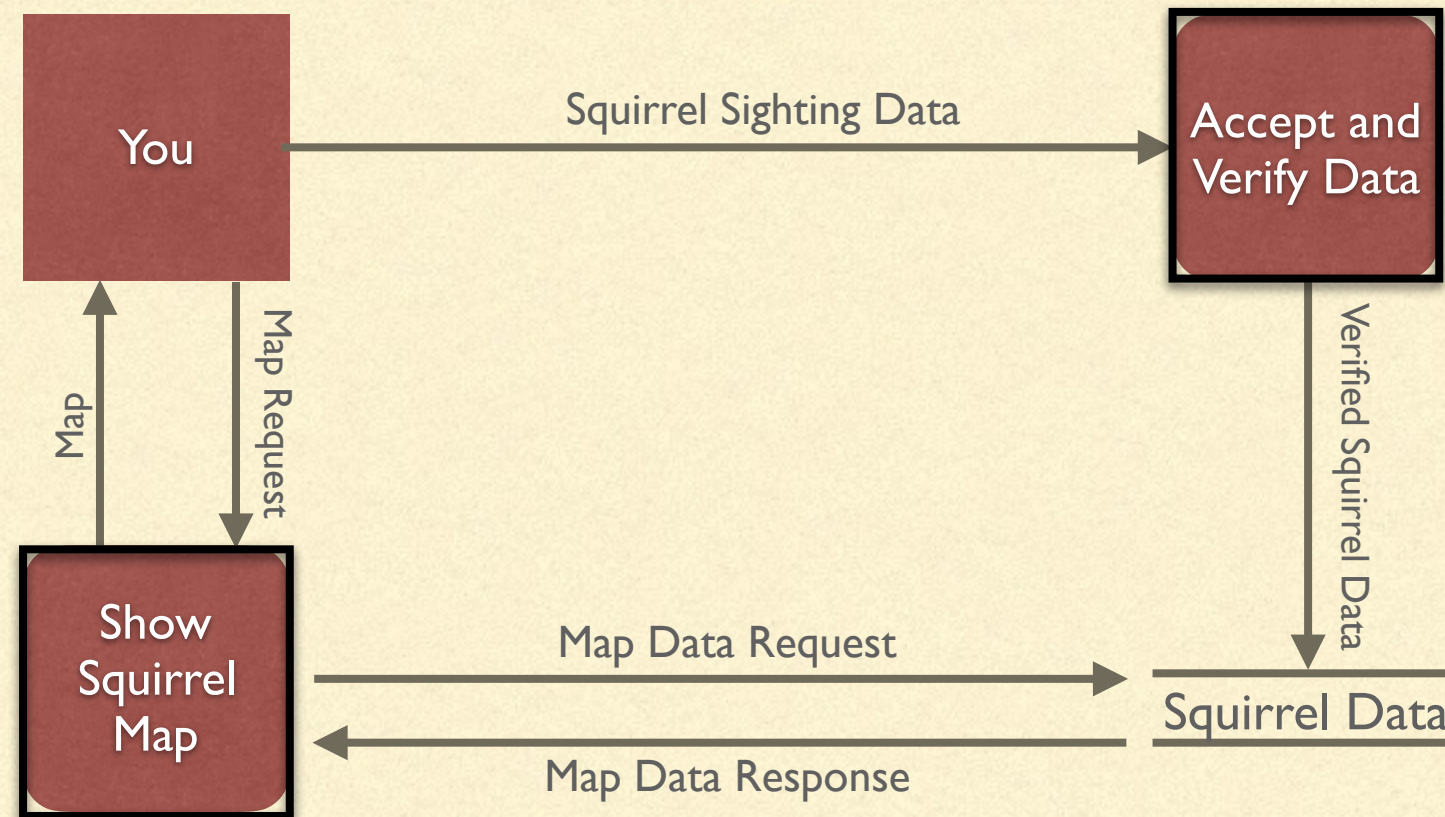 You
Squirrel Sighting Data
Accept and
Verify Data
Map
Map Request
Verified Squirrel Data
Show
Squirrel
Map
Map Data Request
Squirrel Data
Map Data Response